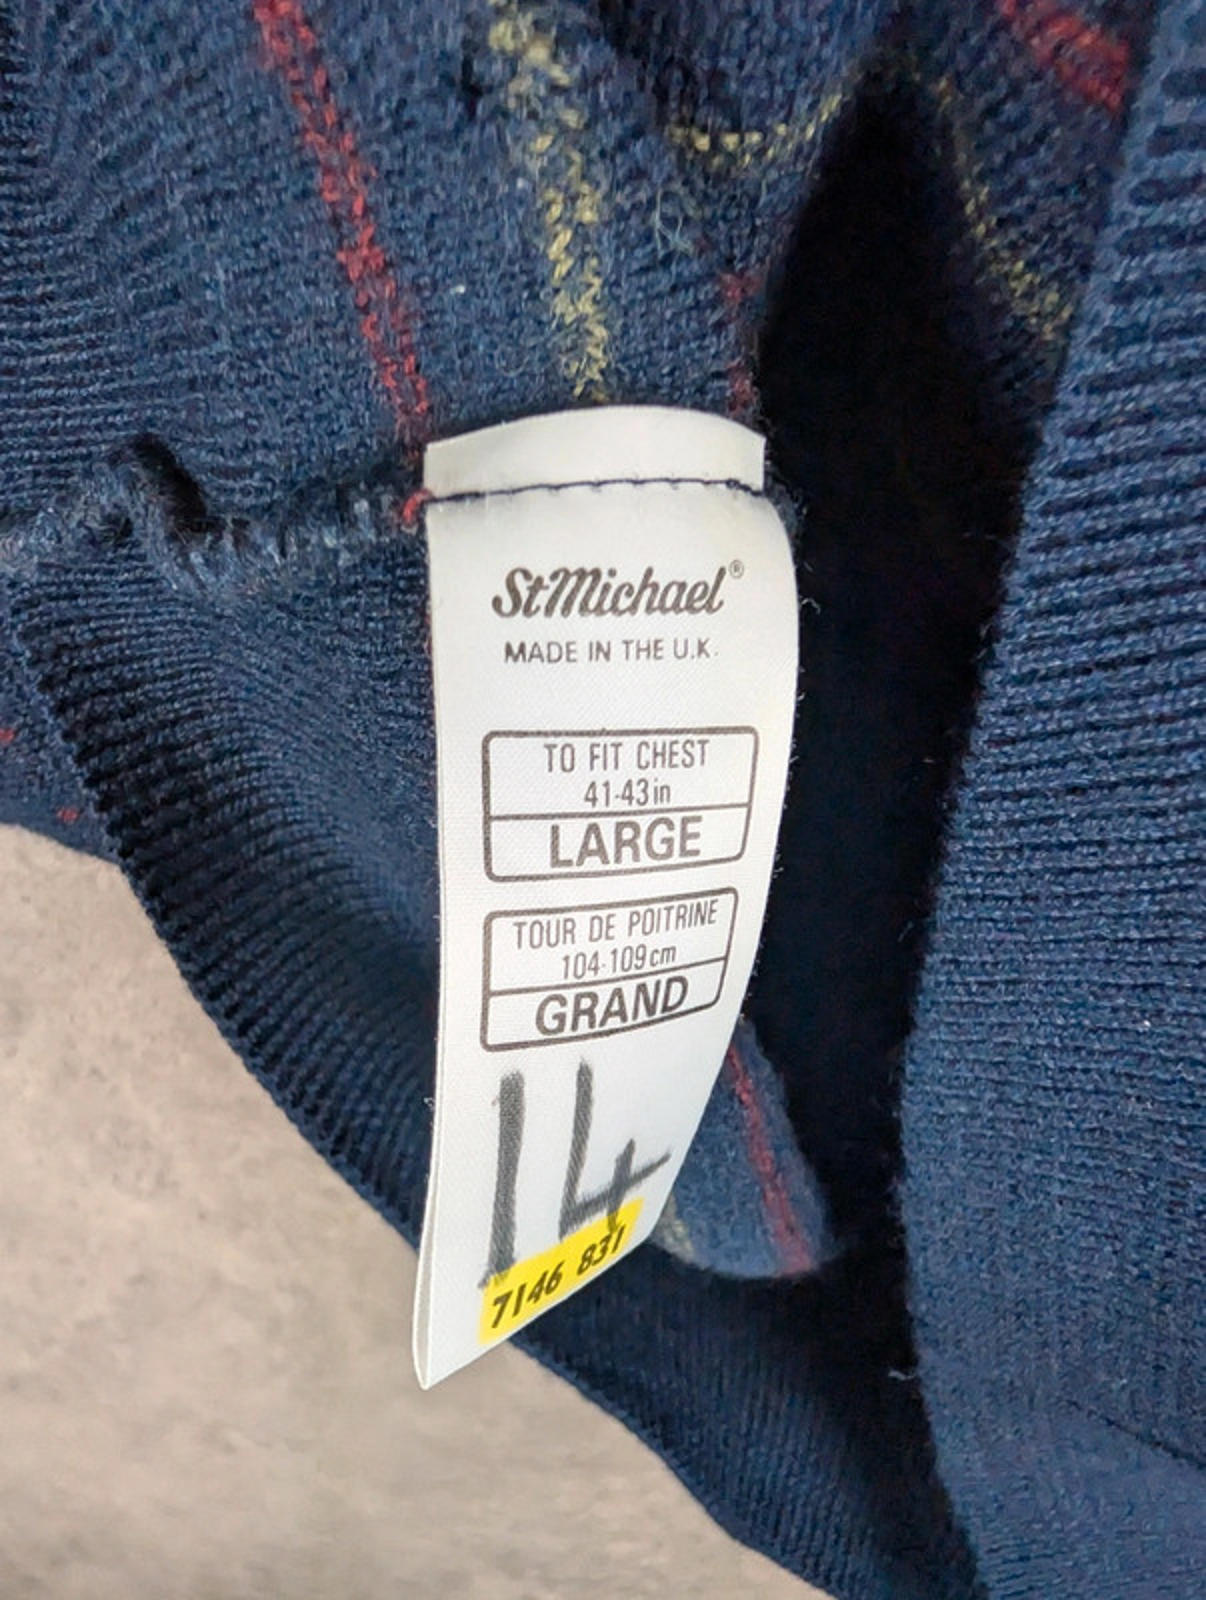 StMichael®
MADE IN THE U.K.
TO FIT CHEST
41-43in
LARGE
TOUR DE POITRINE
104-109cm
GRAND
14
7146 831